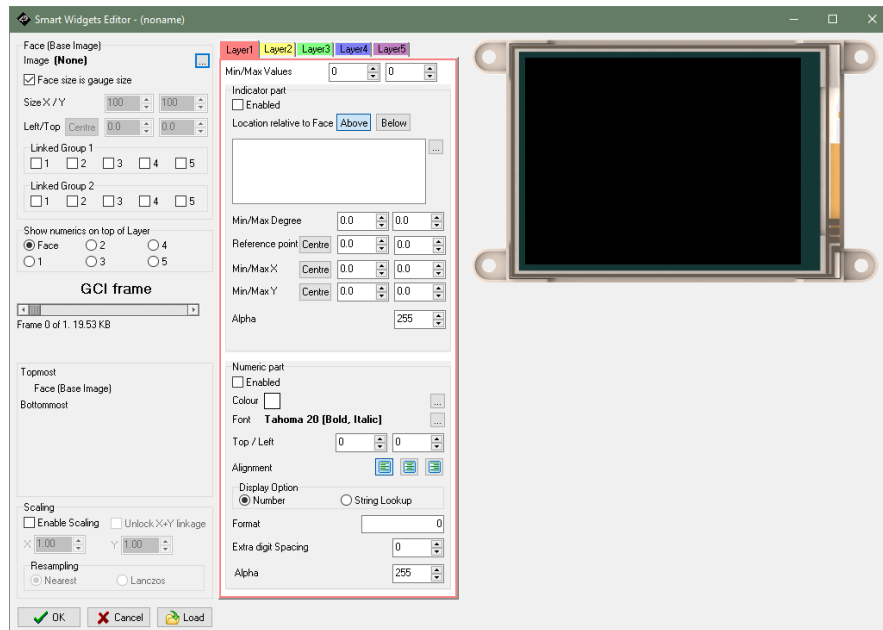 Smart Widgets Editor - (noname)
Face (Base Image)
Image (None)
...
Face size is gauge size
Size X / Y 100 100
Left/Top Centre 0.0 0.0
Linked Group 1
1 2 3 4 5
Linked Group 2
1 2 3 4 5
Show numerics on top of Layer
Face 2 4
1 3 5
GCI frame
Frame 0 of 1. 19.53 KB
Topmost
Face (Base Image)
Bottommost
Scaling
Enable Scaling Unlock X+Y linkage
X 1.00 Y 1.00
Resampling
Nearest Lanczos
OK Cancel Load
Layer1 Layer2 Layer3 Layer4 Layer5
Min/Max Values 0 0
Indicator part
Enabled
Location relative to Face Above Below
...
Min/Max Degree 0.0 0.0
Reference point Centre 0.0 0.0
Min/Max X Centre 0.0 0.0
Min/Max Y Centre 0.0 0.0
Alpha 255
Numeric part
Enabled
Colour ...
Font Tahoma 20 [Bold, Italic] ...
Top / Left 0 0
Alignment
Display Option
Number String Lookup
Format 0
Extra digit Spacing 0
Alpha 255